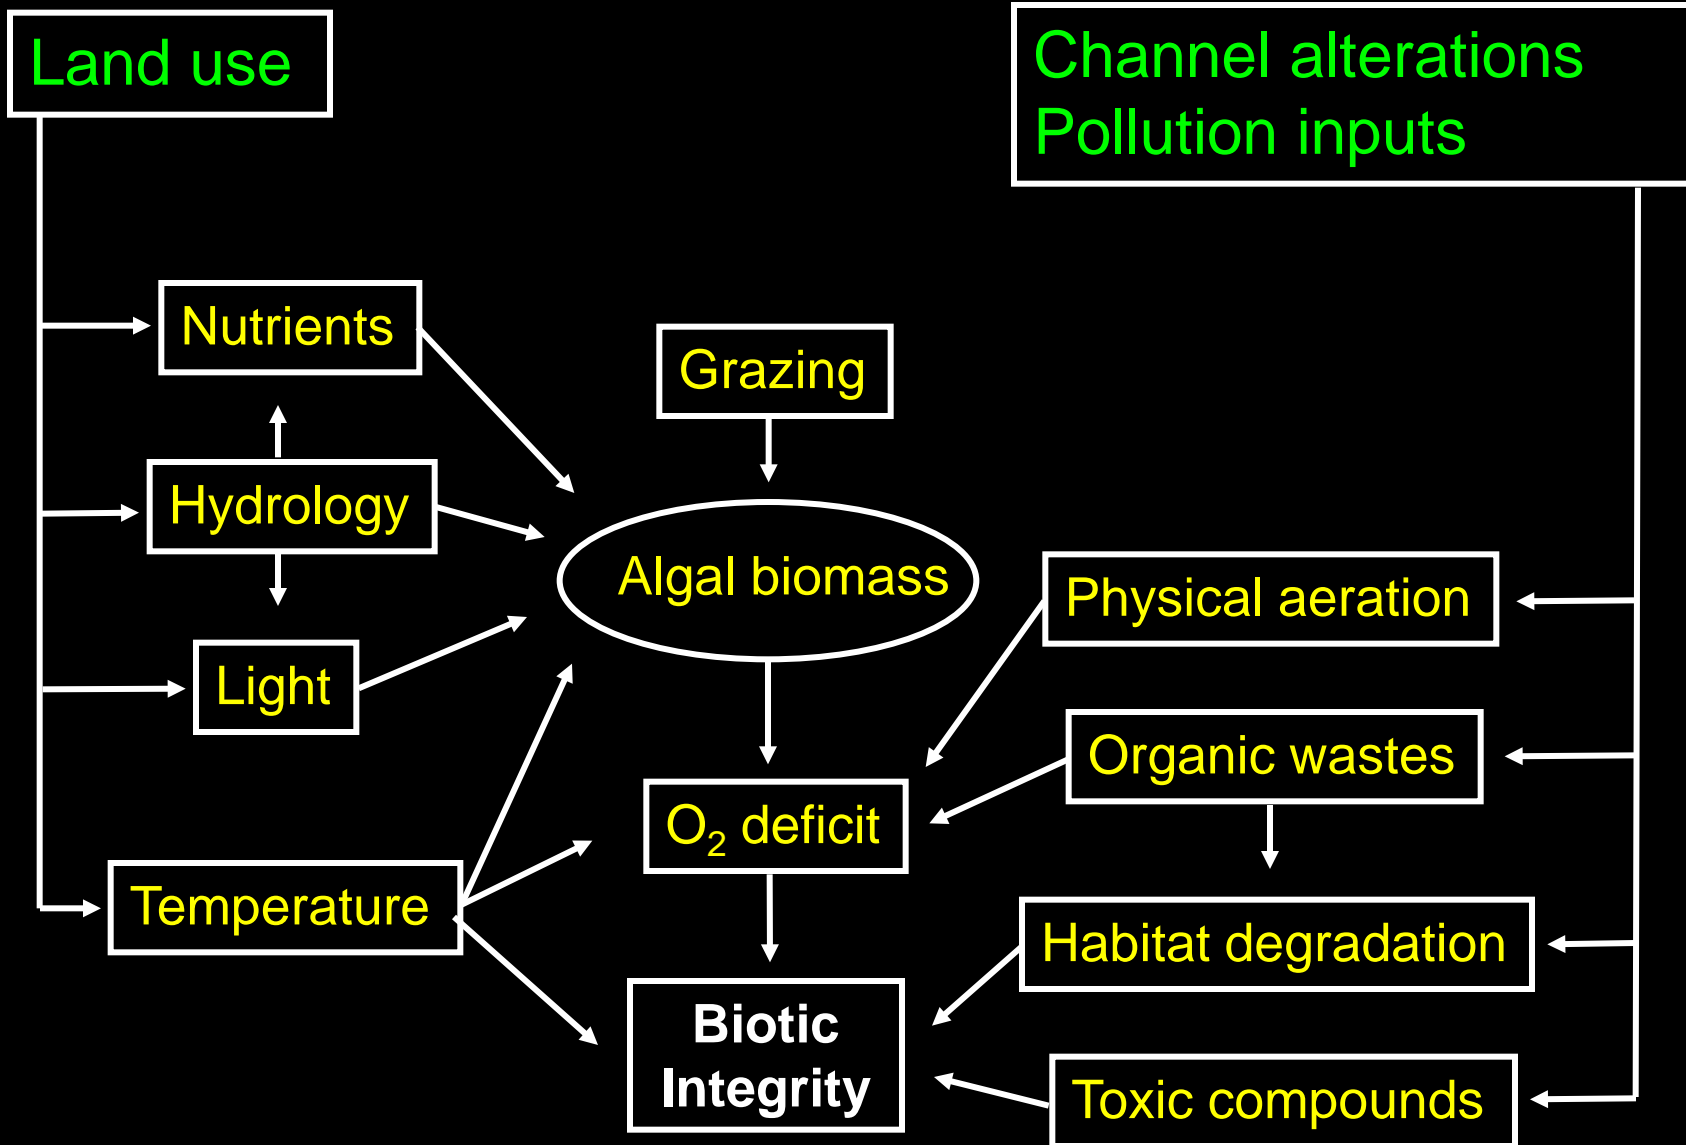 Land use
Channel alterations
Pollution inputs
Nutrients
Grazing
Hydrology
Algal biomass
Physical aeration
Light
Organic wastes
O₂ deficit
Temperature
Habitat degradation
Biotic
Integrity
Toxic compounds